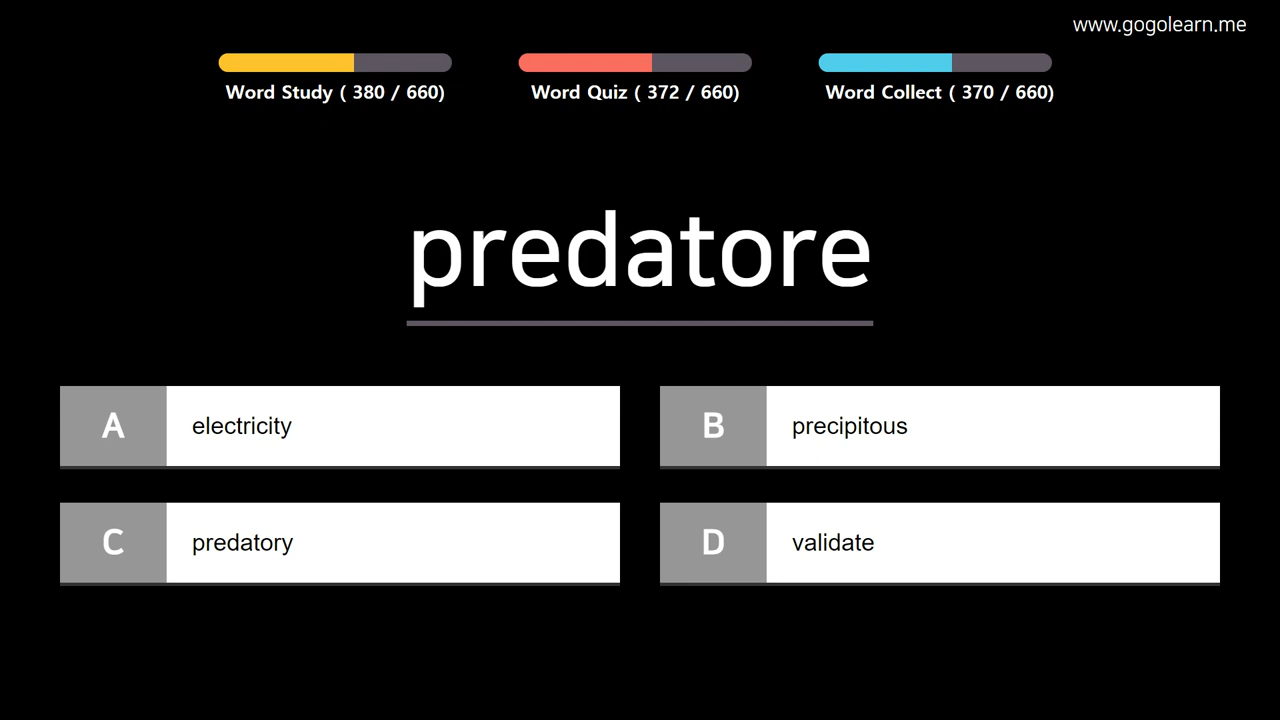 www.gogolearn.me
Word Study ( 380 / 660)
Word Quiz ( 372 / 660)
Word Collect ( 370 / 660)
predatore
A electricity
B precipitous
C predatory
D validate